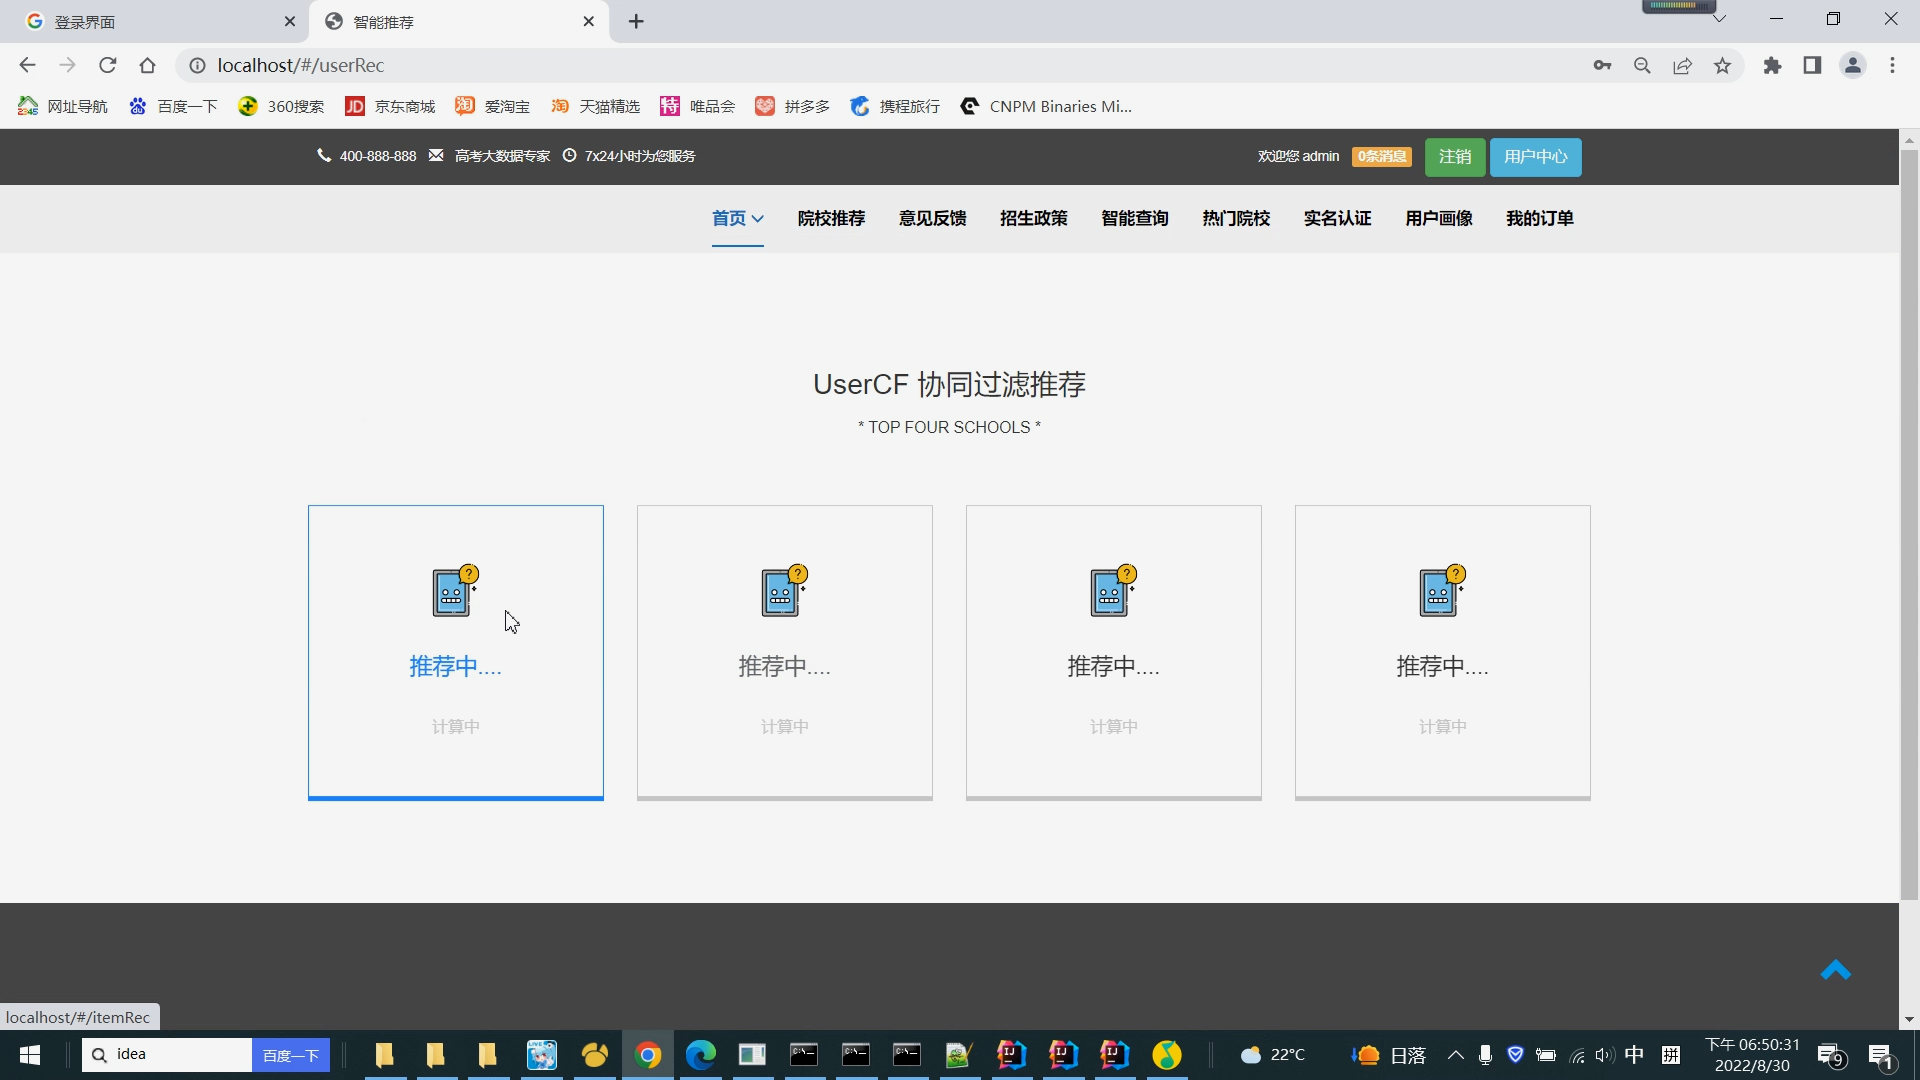 登录界面
智能推荐
localhost/#/userRec
网址导航
百度一下
360搜索
京东商城
爱淘宝
天猫精选
唯品会
拼多多
携程旅行
CNPM Binaries Mi...
400-888-888 高考大数据专家 7x24小时为您服务
欢迎您 admin 0条消息 注销 用户中心
首页 院校推荐 意见反馈 招生政策 智能查询 热门院校 实名认证 用户画像 我的订单
UserCF 协同过滤推荐
* TOP FOUR SCHOOLS *
推荐中....
计算中
推荐中....
计算中
推荐中....
计算中
推荐中....
计算中
localhost/#/itemRec
idea 百度一下
22°C 日落
中 拼
下午 06:50:31
2022/8/30
9
1